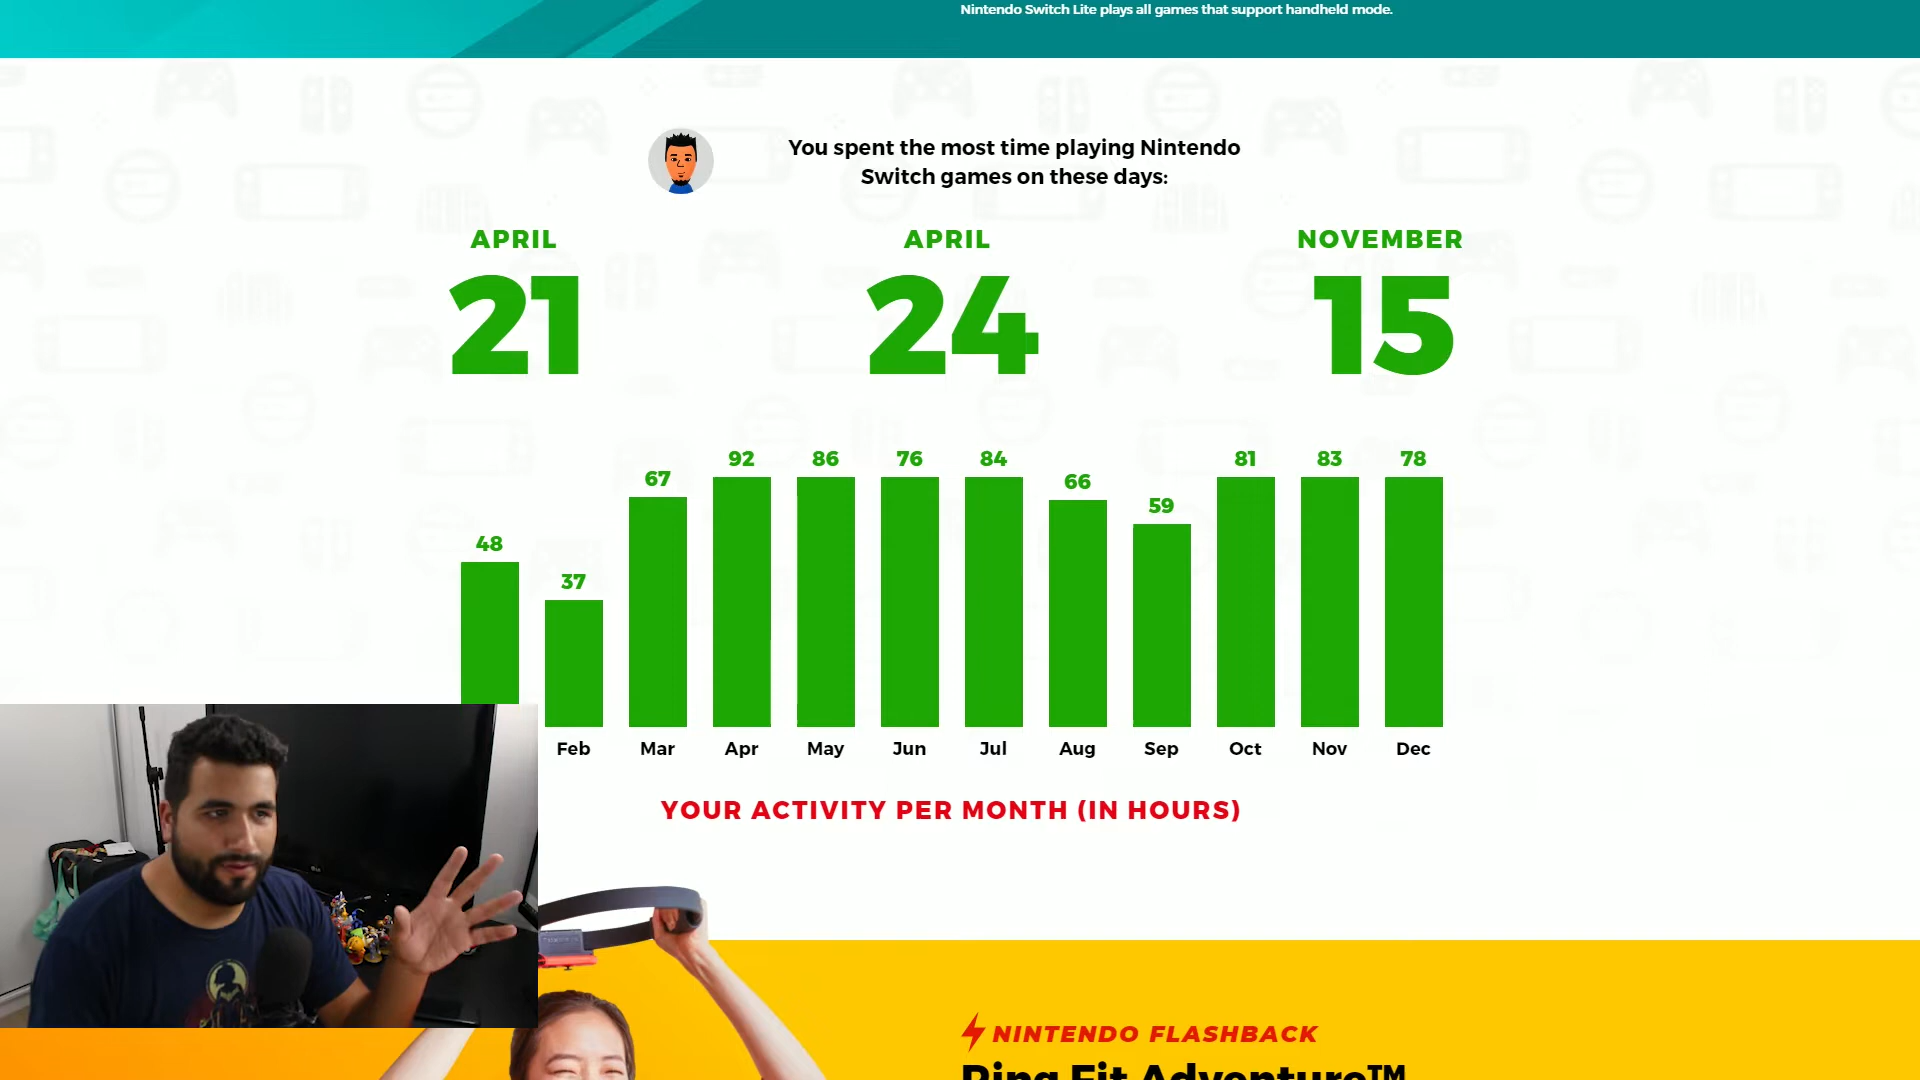 Nintendo Switch Lite plays all games that support handheld mode.
You spent the most time playing Nintendo
Switch games on these days:
APRIL
21
APRIL
24
NOVEMBER
15
48
37
67
92
86
76
84
66
59
81
83
78
Feb
Mar
Apr
May
Jun
Jul
Aug
Sep
Oct
Nov
Dec
YOUR ACTIVITY PER MONTH (IN HOURS)
NINTENDO FLASHBACK
Ring Fit Adventure™